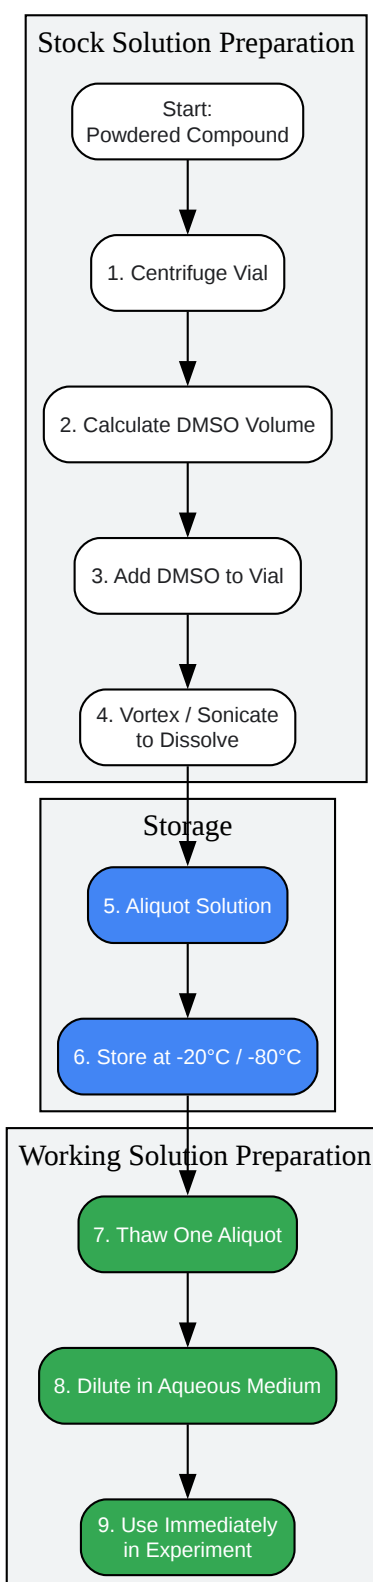 Stock Solution Preparation
Start:
Powdered Compound
1. Centrifuge Vial
2. Calculate DMSO Volume
3. Add DMSO to Vial
4. Vortex / Sonicate
to Dissolve
Storage
5. Aliquot Solution
6. Store at -20°C / -80°C
Working Solution Preparation
7. Thaw One Aliquot
8. Dilute in Aqueous Medium
9. Use Immediately
in Experiment